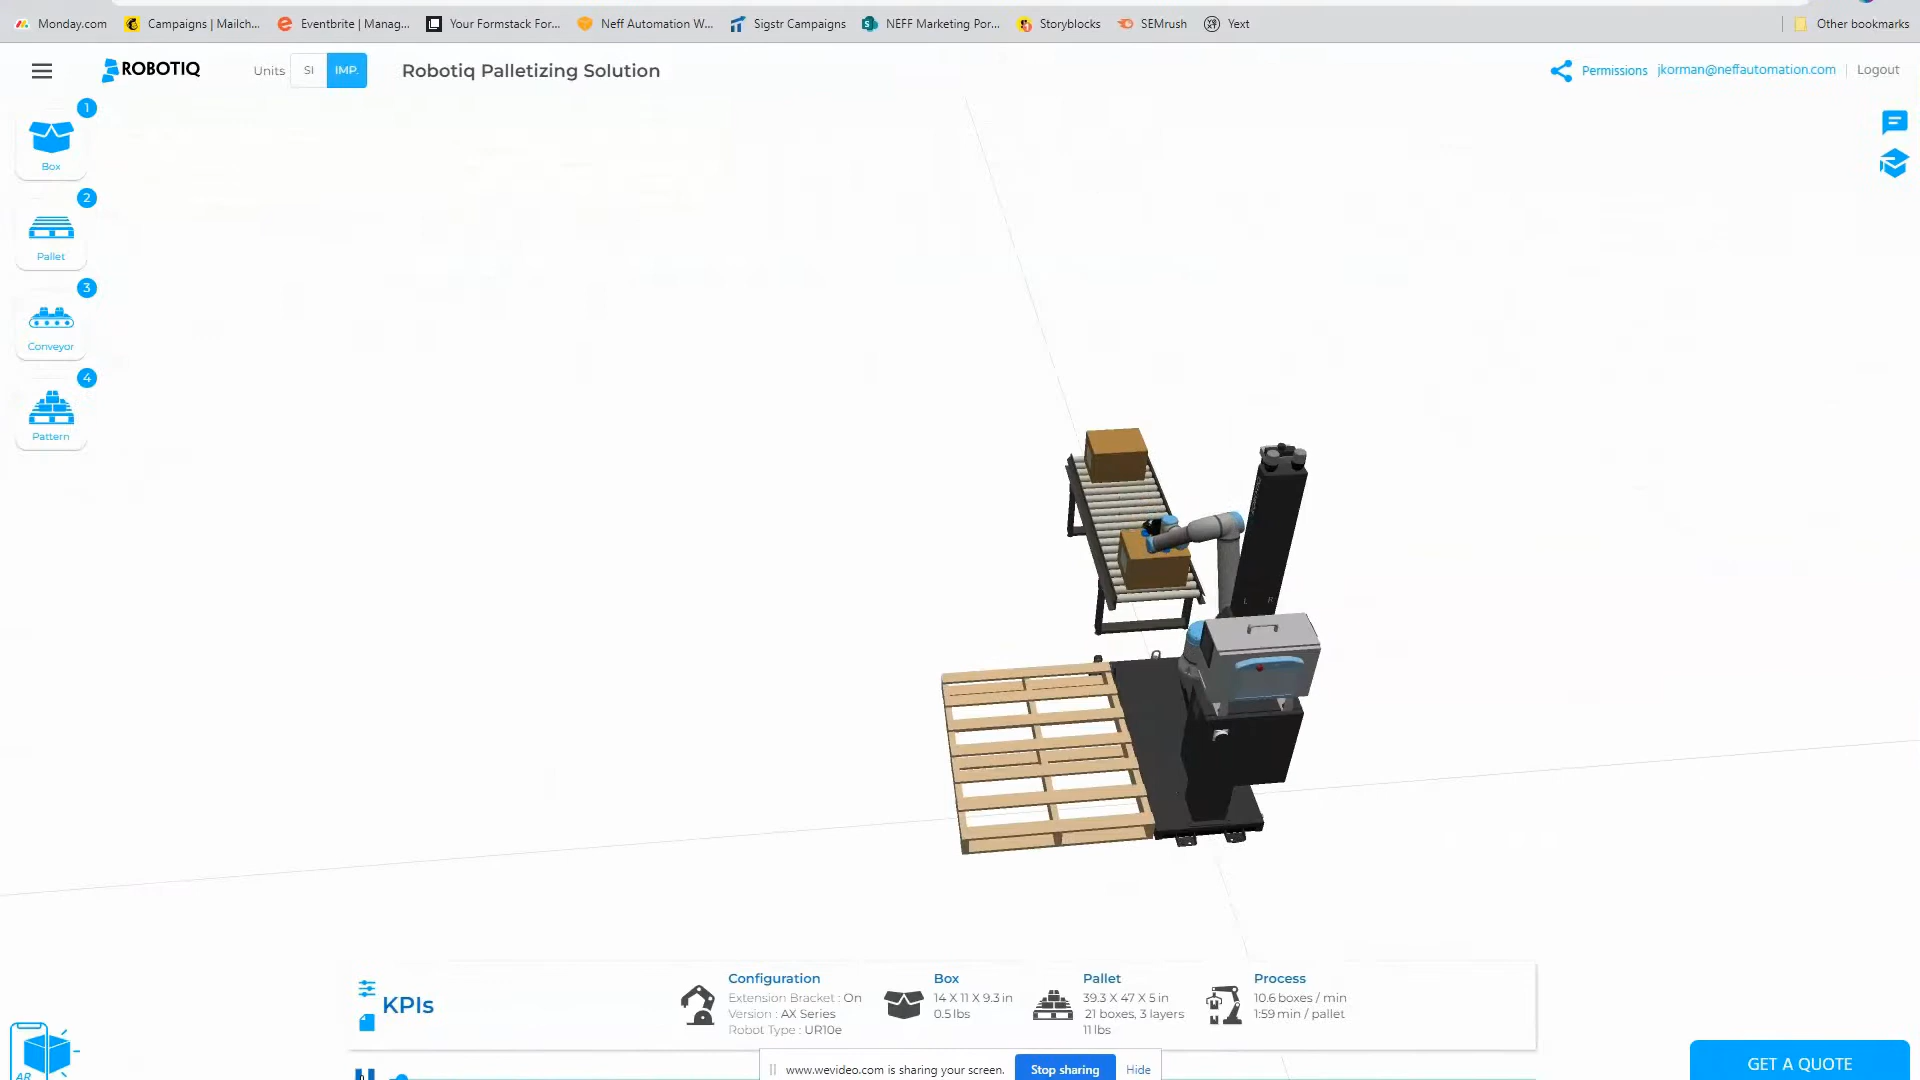 Monday.com
Campaigns | Mailch...
Eventbrite | Manag...
Your Formstack For...
Neff Automation W...
Sigstr Campaigns
NEFF Marketing Por...
Storyblocks
SEMrush
Yext
Other bookmarks
ROBOTIQ
Units
SI
IMP.
Robotiq Palletizing Solution
Permissions
jkorman@neffautomation.com
Logout
1
Box
2
Pallet
3
Conveyor
4
Pattern
L R
KPIs
Configuration
Extension Bracket : On
Version : AX Series
Robot Type : UR10e
Box
14 X 11 X 9.3 in
0.5 lbs
Pallet
39.3 X 47 X 5 in
21 boxes, 3 layers
11 lbs
Process
10.6 boxes / min
1:59 min / pallet
AR
www.wevideo.com is sharing your screen.
Stop sharing
Hide
GET A QUOTE